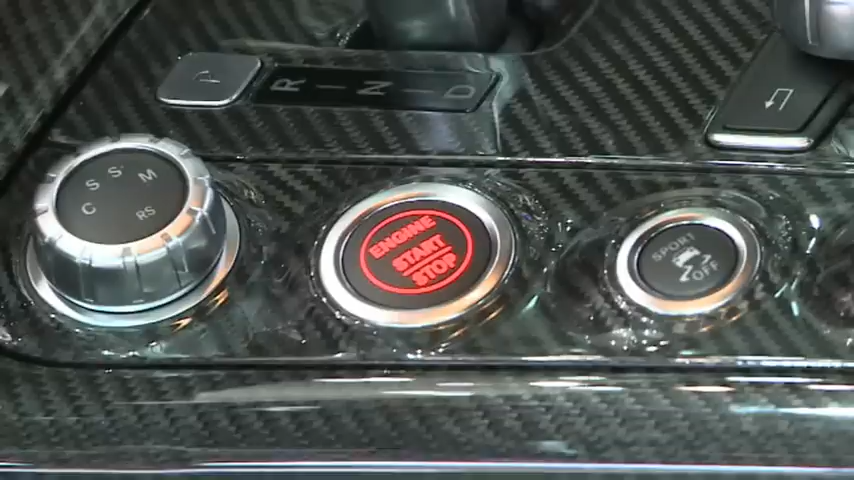 P
R I N I D
S S+ M
C RS
ENGINE
START
STOP
SPORT
OFF